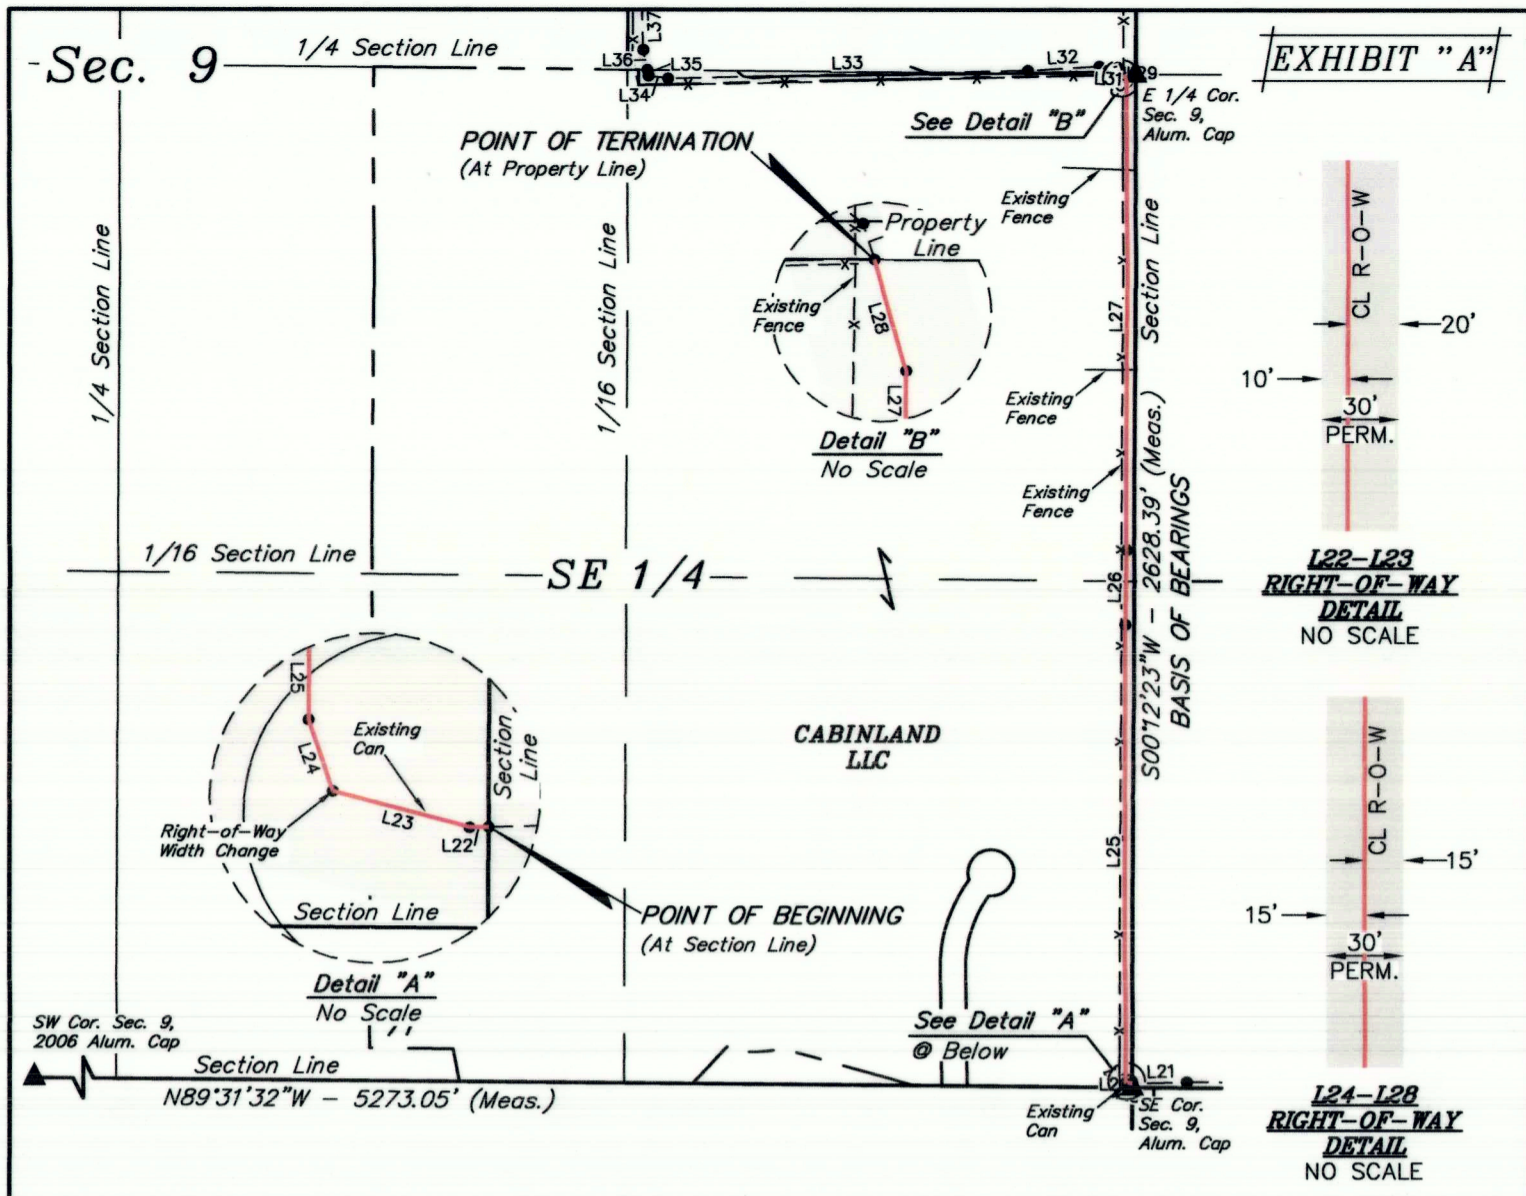 Sec. 9
1/4 Section Line
L37
L36
L35
L34
L33
L32
L31
29
EXHIBIT "A"
E 1/4 Cor.
Sec. 9,
Alum. Cap
See Detail "B"
POINT OF TERMINATION
(At Property Line)
Existing
Fence
Property
Line
Existing
Fence
L28
L27
Detail "B"
No Scale
1/4 Section Line
1/16 Section Line
L27
Section Line
Existing
Fence
Existing
Fence
S00°12'23"W - 2628.39' (Meas.)
BASIS OF BEARINGS
CL R-O-W
20'
10'
30'
PERM.
L22-L23
RIGHT-OF-WAY
DETAIL
NO SCALE
1/16 Section Line
SE 1/4
L26
L25
Existing
Can
L24
L23
L22
Section
Line
Right-of-Way
Width Change
Section Line
Detail "A"
No Scale
POINT OF BEGINNING
(At Section Line)
CABINLAND
LLC
L25
CL R-O-W
15'
15'
30'
PERM.
L24-L28
RIGHT-OF-WAY
DETAIL
NO SCALE
See Detail "A"
@ Below
L21
Existing
Can
SE Cor.
Sec. 9,
Alum. Cap
SW Cor. Sec. 9,
2006 Alum. Cap
Section Line
N89°31'32"W - 5273.05' (Meas.)